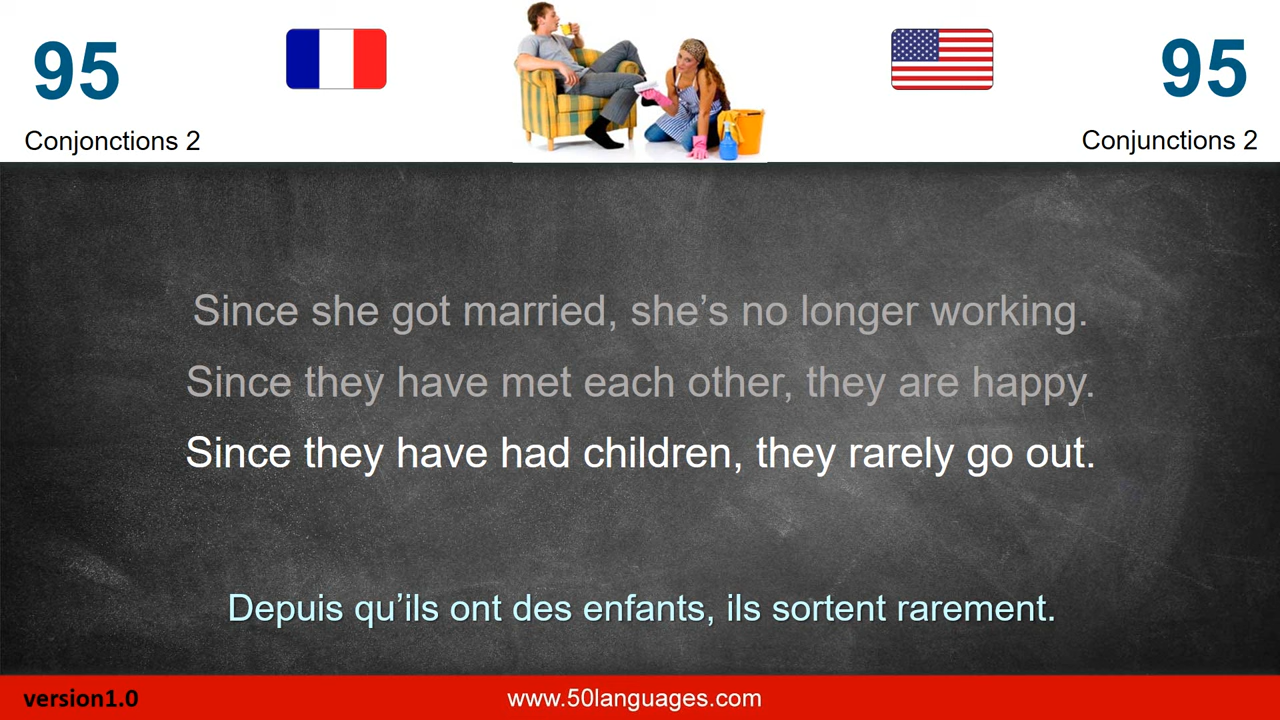 95
95
Conjonctions 2
Conjunctions 2
Since she got married, she’s no longer working.
Since they have met each other, they are happy.
Since they have had children, they rarely go out.
Depuis qu’ils ont des enfants, ils sortent rarement.
version1.0
www.50languages.com